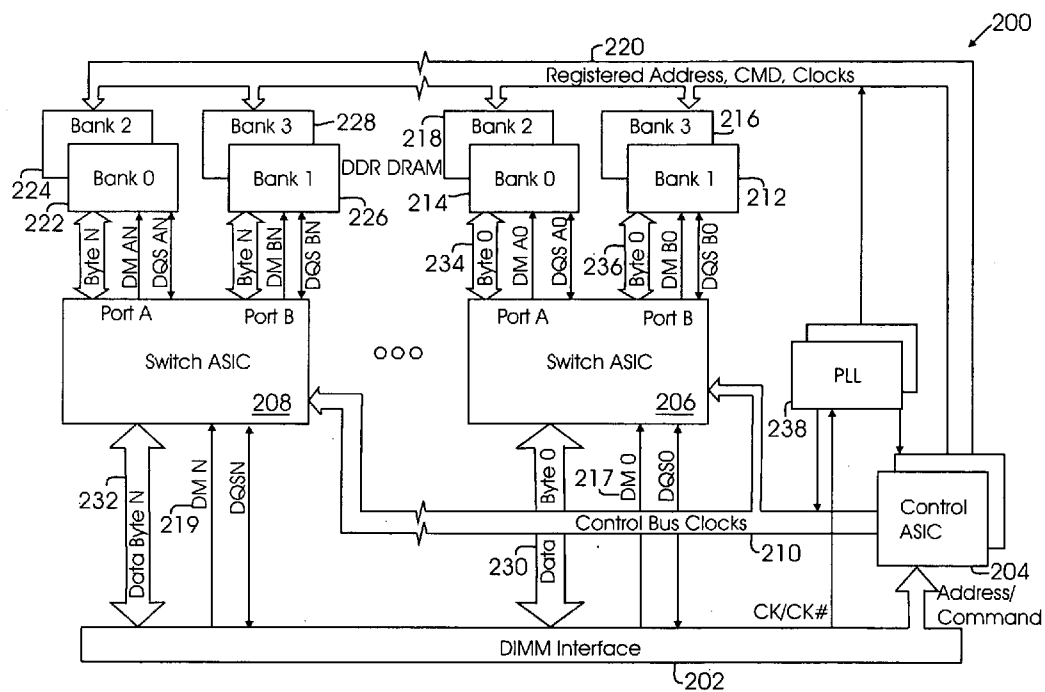 200
220
Registered Address, CMD, Clocks
Bank 2
Bank 3
228
218
Bank 2
Bank 3
216
224
Bank 0
Bank 1
DDR DRAM
Bank 0
Bank 1
212
222
226
214
Byte N
DM AN
DQS AN
Byte N
DM BN
DQS BN
234
Byte 0
DM A0
DQS A0
236
Byte 0
DM B0
DQS B0
Port A
Port B
Port A
Port B
Switch ASIC
Switch ASIC
PLL
208
206
238
232
Data Byte N
219
DM N
DQSN
230
Data Byte 0
217
DM 0
DQS0
Control Bus Clocks
210
Control
ASIC
204
CK/CK#
Address/
Command
DIMM Interface
202